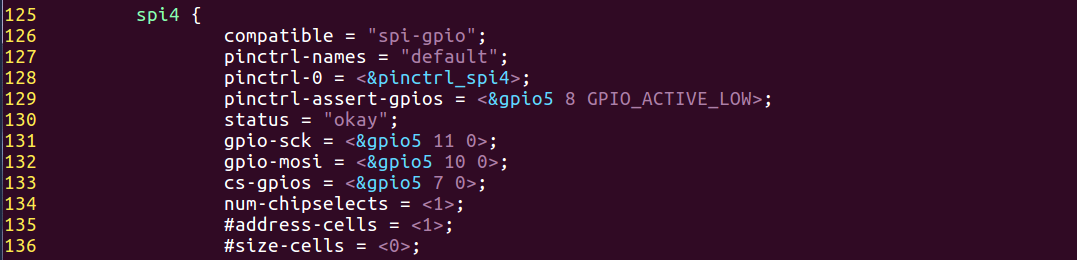 125         spi4 {
126                 compatible = "spi-gpio";
127                 pinctrl-names = "default";
128                 pinctrl-0 = <&pinctrl_spi4>;
129                 pinctrl-assert-gpios = <&gpio5 8 GPIO_ACTIVE_LOW>;
130                 status = "okay";
131                 gpio-sck = <&gpio5 11 0>;
132                 gpio-mosi = <&gpio5 10 0>;
133                 cs-gpios = <&gpio5 7 0>;
134                 num-chipselects = <1>;
135                 #address-cells = <1>;
136                 #size-cells = <0>;